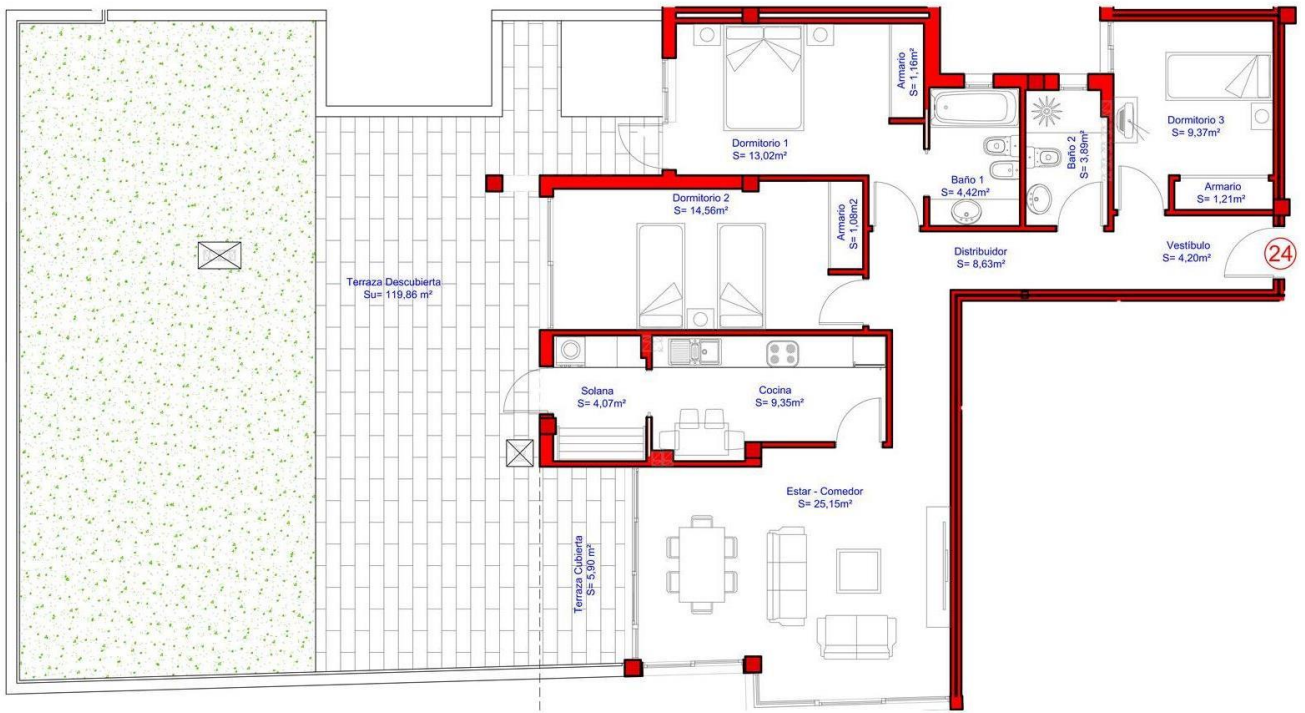 Armario
S= 1,16m²
Dormitorio 1
S= 13,02m²
Baño 1
S= 4,42m²
Baño 2
S= 3,89m²
Dormitorio 3
S= 9,37m²
Armario
S= 1,21m²
Dormitorio 2
S= 14,56m²
Armario
S= 1,08m2
Distribuidor
S= 8,63m²
Vestíbulo
S= 4,20m²
24
Terraza Descubierta
Su= 119,86 m²
Solana
S= 4,07m²
Cocina
S= 9,35m²
Estar - Comedor
S= 25,15m²
Terraza Cubierta
S= 5,90 m²